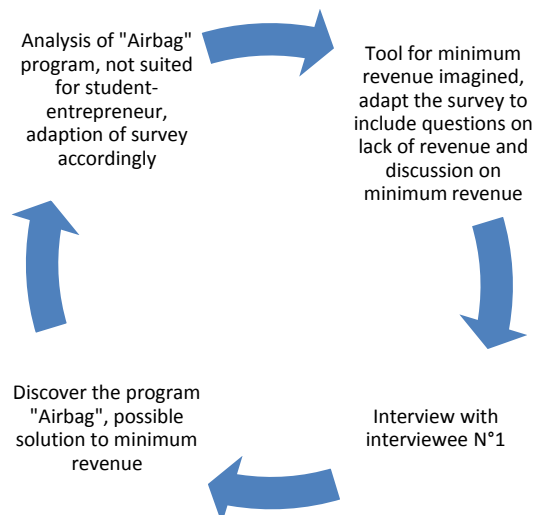 Analysis of "Airbag"
program, not suited
for student-
entrepreneur,
adaption of survey
accordingly
Tool for minimum
revenue imagined,
adapt the survey to
include questions on
lack of revenue and
discussion on
minimum revenue
Interview with
interviewee N°1
Discover the program
"Airbag", possible
solution to minimum
revenue